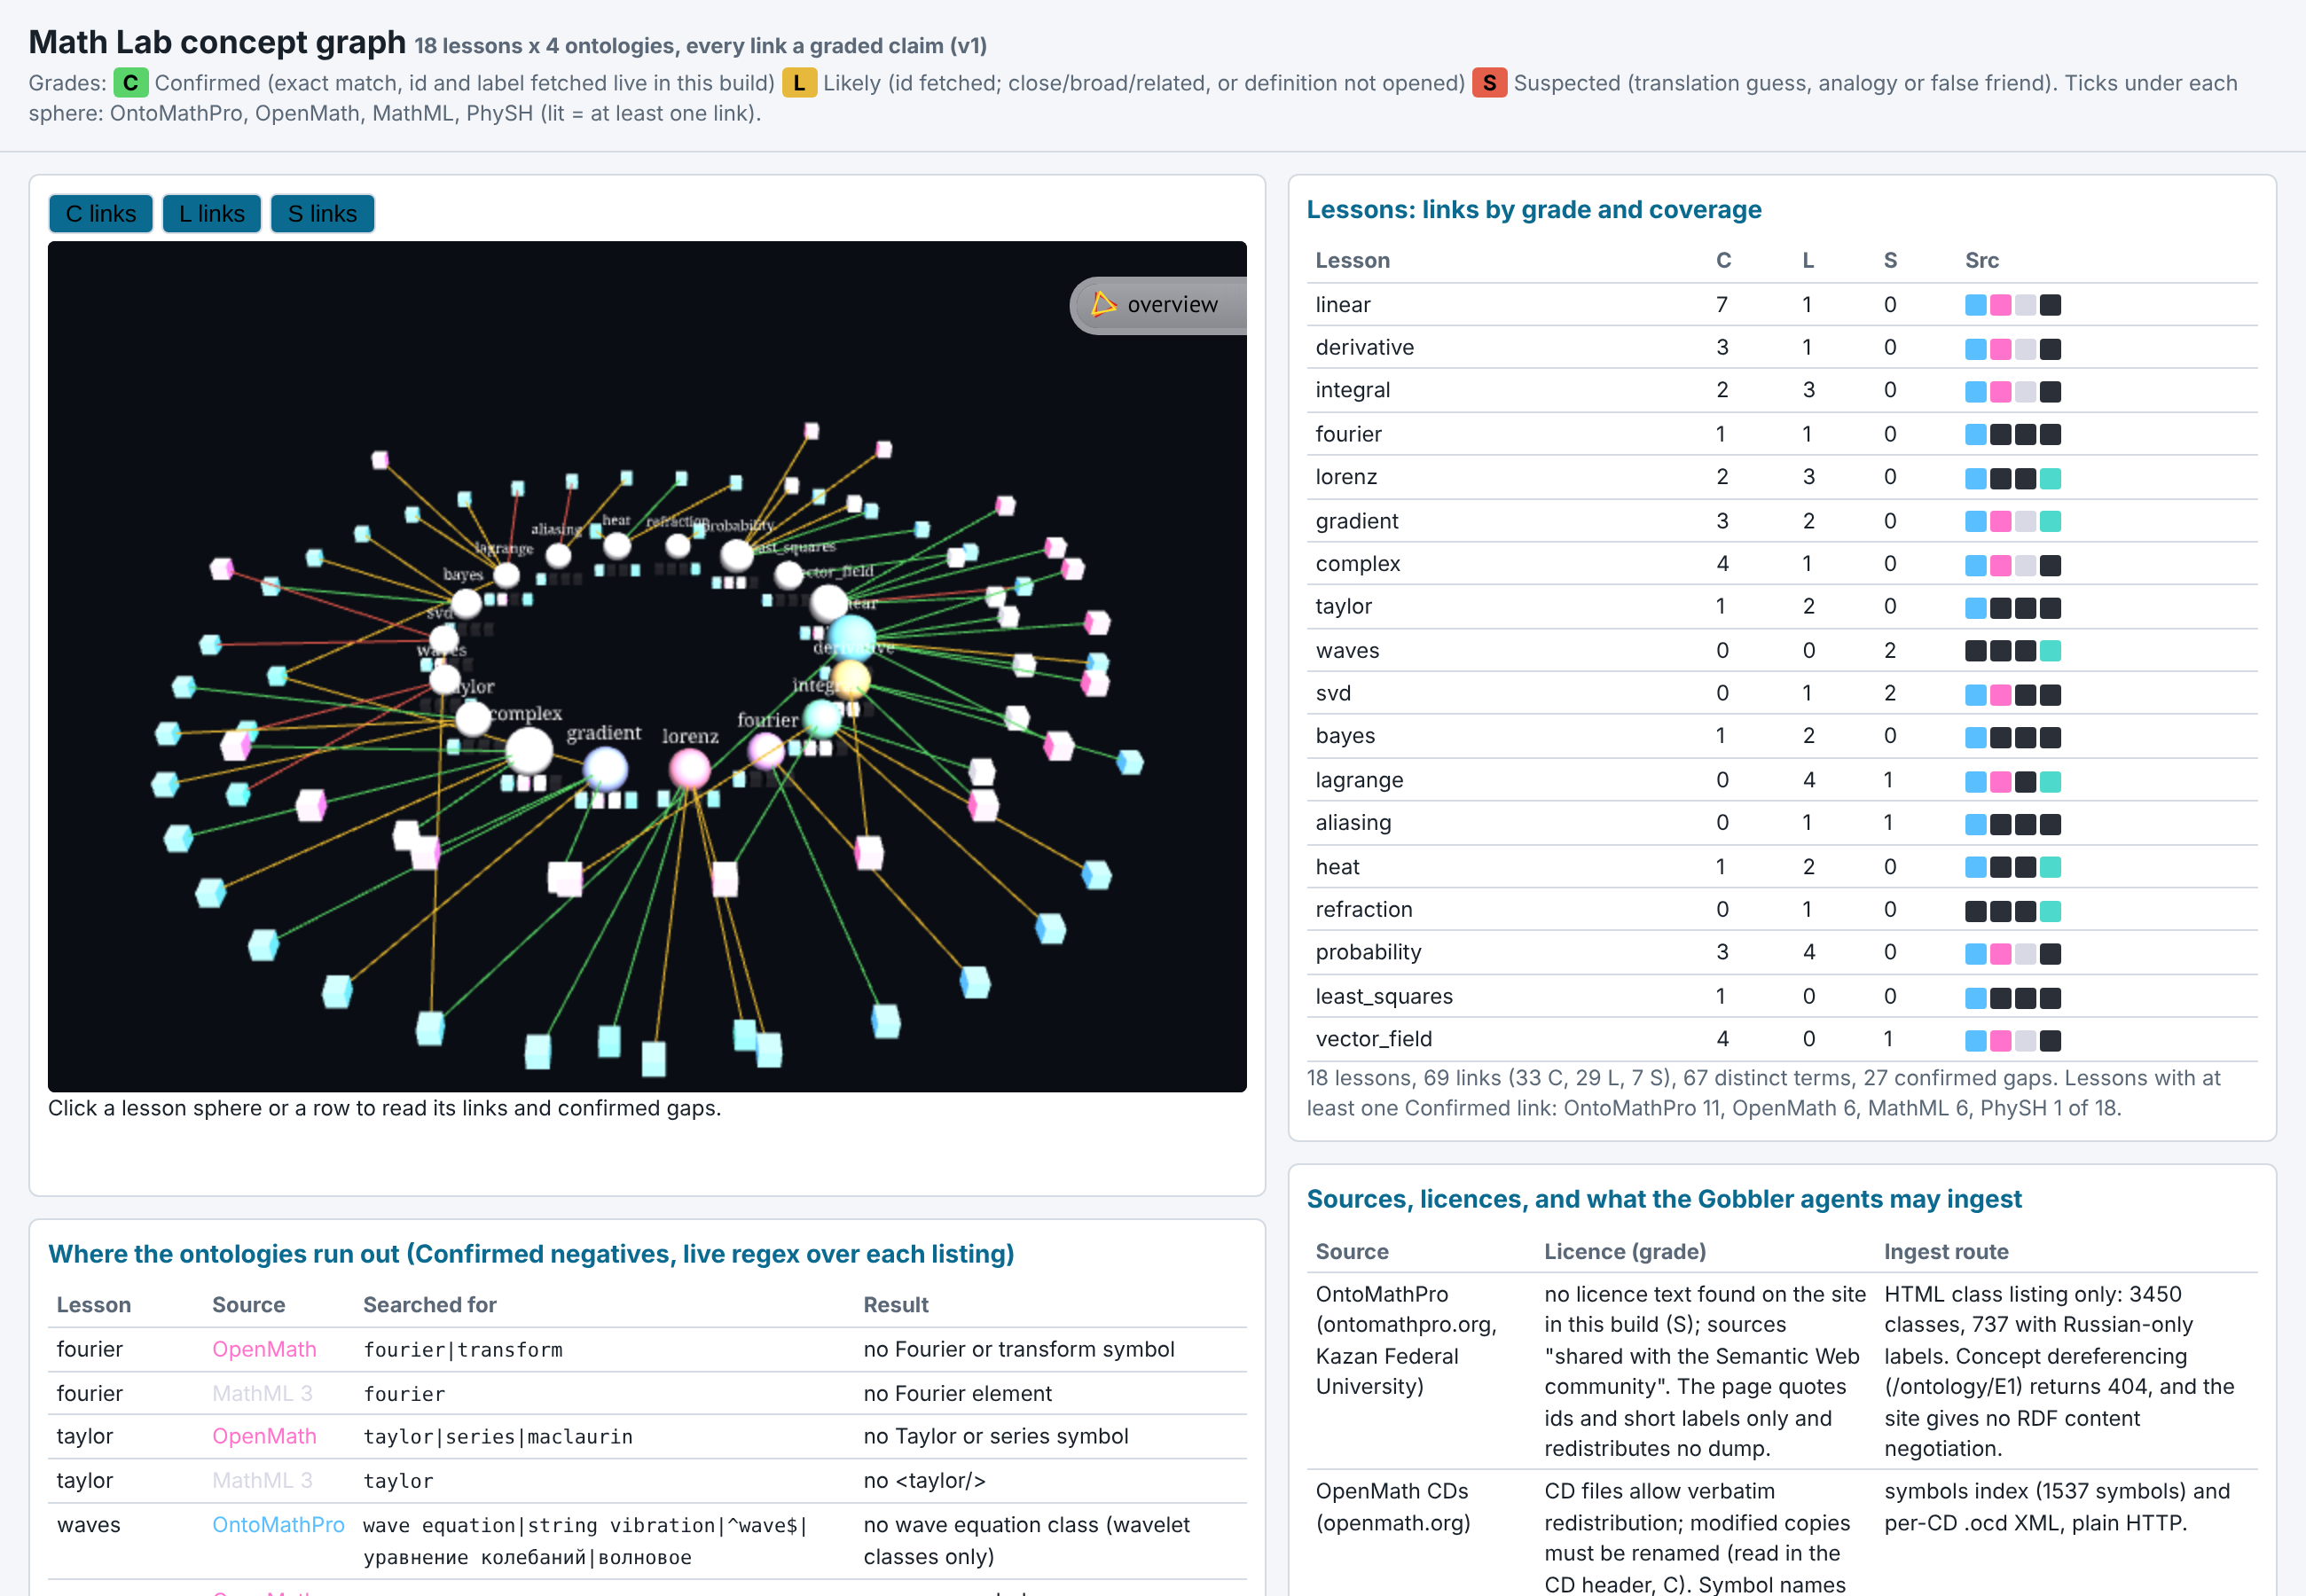 Math Lab concept graph 18 lessons x 4 ontologies, every link a graded claim (v1)
Grades: C Confirmed (exact match, id and label fetched live in this build) L Likely (id fetched; close/broad/related, or definition not opened) S Suspected (translation guess, analogy or false friend). Ticks under each
sphere: OntoMathPro, OpenMath, MathML, PhySH (lit = at least one link).
C links L links S links
overview
aliasing
heat
refraction
probability
lagrange
bayes
svd
waves
complex
gradient
lorenz
fourier
derivative
Click a lesson sphere or a row to read its links and confirmed gaps.
Where the ontologies run out (Confirmed negatives, live regex over each listing)
Lesson Source Searched for Result
fourier OpenMath fourier|transform no Fourier or transform symbol
fourier MathML 3 fourier no Fourier element
taylor OpenMath taylor|series|maclaurin no Taylor or series symbol
taylor MathML 3 taylor no <taylor/>
waves OntoMathPro wave equation|string vibration|^wave$| no wave equation class (wavelet
уравнение колебаний|волновое classes only)
Lessons: links by grade and coverage
Lesson C L S Src
linear 7 1 0
derivative 3 1 0
integral 2 3 0
fourier 1 1 0
lorenz 2 3 0
gradient 3 2 0
complex 4 1 0
taylor 1 2 0
waves 0 0 2
svd 0 1 2
bayes 1 2 0
lagrange 0 4 1
aliasing 0 1 1
heat 1 2 0
refraction 0 1 0
probability 3 4 0
least_squares 1 0 0
vector_field 4 0 1
18 lessons, 69 links (33 C, 29 L, 7 S), 67 distinct terms, 27 confirmed gaps. Lessons with at
least one Confirmed link: OntoMathPro 11, OpenMath 6, MathML 6, PhySH 1 of 18.
Sources, licences, and what the Gobbler agents may ingest
Source Licence (grade) Ingest route
OntoMathPro no licence text found on the site HTML class listing only: 3450
(ontomathpro.org, in this build (S); sources classes, 737 with Russian-only
Kazan Federal "shared with the Semantic Web labels. Concept dereferencing
University) community". The page quotes (/ontology/E1) returns 404, and the
ids and short labels only and site gives no RDF content
redistributes no dump. negotiation.
OpenMath CDs CD files allow verbatim symbols index (1537 symbols) and
(openmath.org) redistribution; modified copies per-CD .ocd XML, plain HTTP.
must be renamed (read in the
CD header, C). Symbol names